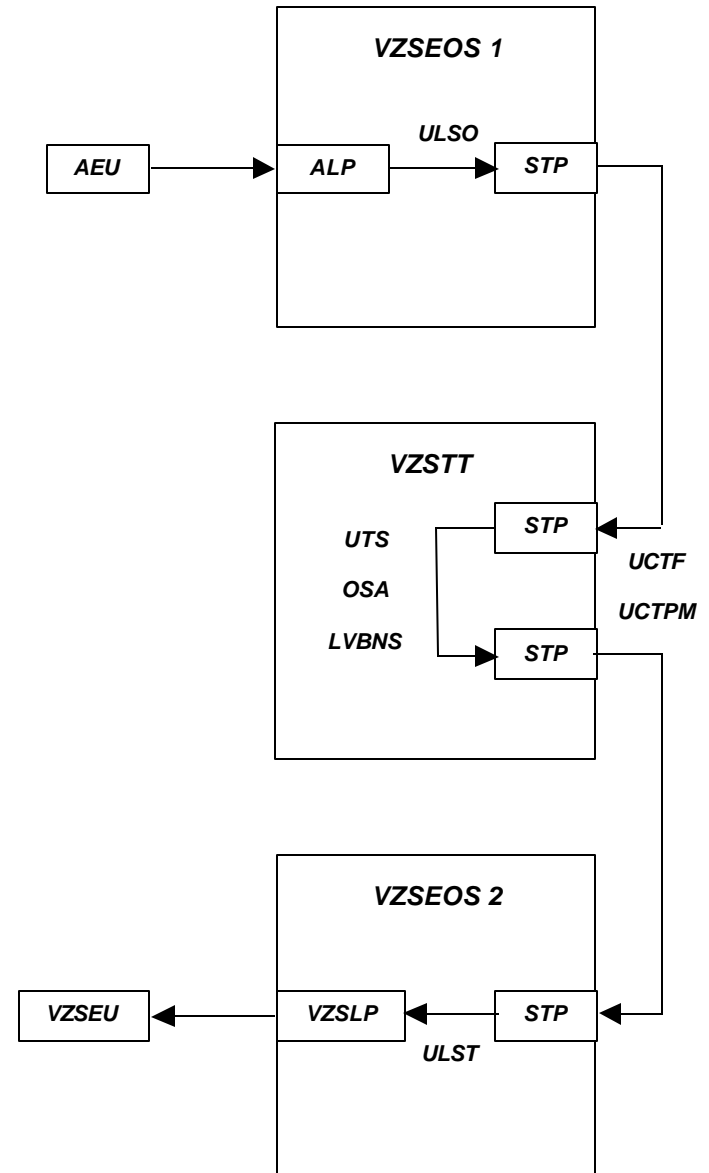 VZSEOS 1
ULSO
AEU
ALP
STP
VZSTT
STP
UTS
UCTF
OSA
UCTPM
LVBNS
STP
VZSEOS 2
VZSEU
VZSLP
STP
ULST